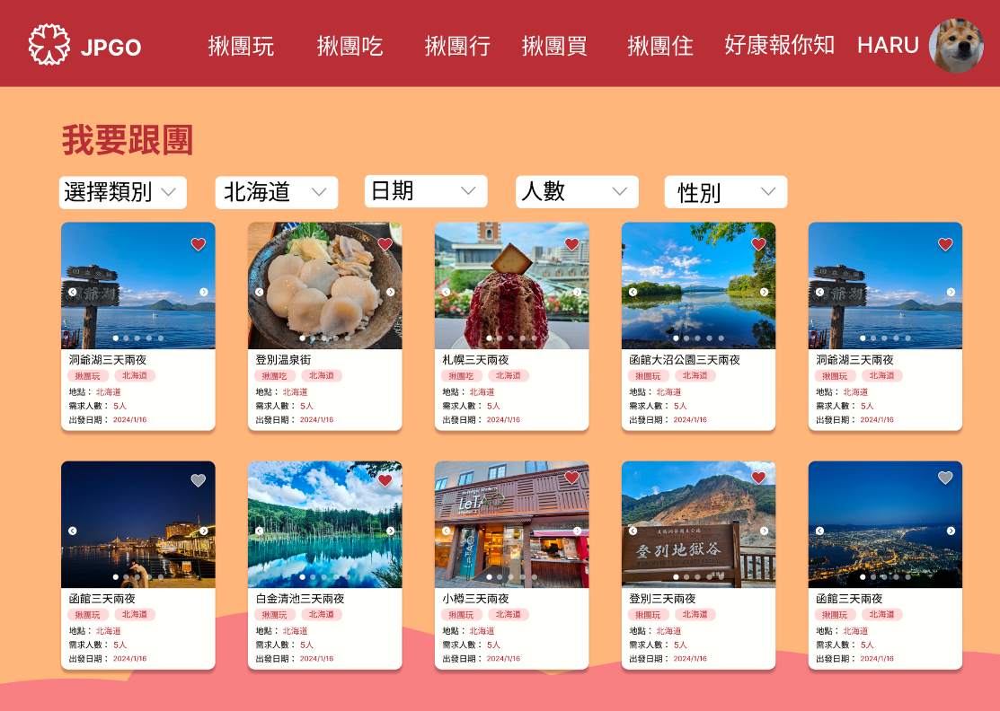 JPGO
揪團玩
揪團吃
揪團行
揪團買
揪團住
好康報你知
HARU
我要跟團
選擇類別
北海道
日期
人數
性別
洞爺湖三天兩夜
揪團玩 北海道
地點： 北海道
需求人數： 5人
出發日期： 2024/1/16
登別温泉街
揪團吃 北海道
地點： 北海道
需求人數： 5人
出發日期： 2024/1/16
札幌三天兩夜
揪團吃 北海道
地點： 北海道
需求人數： 5人
出發日期： 2024/1/16
函館大沼公園三天兩夜
揪團玩 北海道
地點： 北海道
需求人數： 5人
出發日期： 2024/1/16
洞爺湖三天兩夜
揪團玩 北海道
地點： 北海道
需求人數： 5人
出發日期： 2024/1/16
函館三天兩夜
揪團玩 北海道
地點： 北海道
需求人數： 5人
出發日期： 2024/1/16
白金清池三天兩夜
揪團玩 北海道
地點： 北海道
需求人數： 5人
出發日期： 2024/1/16
LeTAO
小樽三天兩夜
揪團玩 北海道
地點： 北海道
需求人數： 5人
出發日期： 2024/1/16
登別地獄谷
登別三天兩夜
揪團玩 北海道
地點： 北海道
需求人數： 5人
出發日期： 2024/1/16
函館三天兩夜
揪團玩 北海道
地點： 北海道
需求人數： 5人
出發日期： 2024/1/16